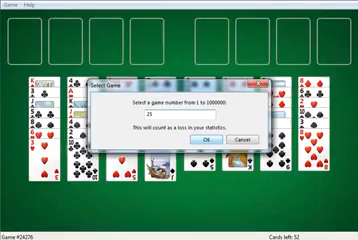 Game Help
Select Game
Select a game number from 1 to 1000000:
25
This will count as a loss in your statistics.
OK Cancel
Game #24276 Cards left: 52